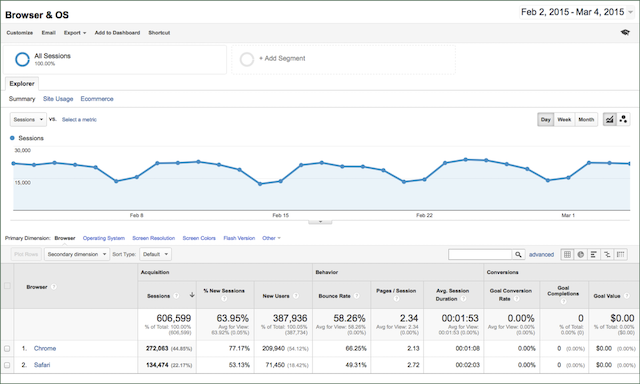 Browser & OS
Feb 2, 2015 - Mar 4, 2015
Customize Email Export Add to Dashboard Shortcut
All Sessions
100.00%
+ Add Segment
Explorer
Summary Site Usage Ecommerce
Sessions VS. Select a metric
Day Week Month
Sessions
30,000
15,000
Feb 8 Feb 15 Feb 22 Mar 1
Primary Dimension: Browser Operating System Screen Resolution Screen Colors Flash Version Other
Plot Rows Secondary dimension Sort Type: Default advanced
Browser
Acquisition Behavior Conversions
Sessions % New Sessions New Users Bounce Rate Pages / Session Avg. Session Duration Goal Conversion Rate Goal Completions Goal Value
606,599 63.95% 387,936 58.26% 2.34 00:01:53 0.00% 0 $0.00
% of Total: 100.00% (606,599) Avg for View: 63.92% (0.05%) % of Total: 100.05% (387,734) Avg for View: 58.26% (0.00%) Avg for View: 2.34 (0.00%) Avg for View: 00:01:53 (0.00%) Avg for View: 0.00% (0.00%) % of Total: 0.00% (0) % of Total: 0.00% ($0.00)
1. Chrome 272,063 (44.85%) 77.17% 209,940 (54.12%) 66.25% 2.13 00:01:08 0.00% 0 (0.00%) $0.00 (0.00%)
2. Safari 134,474 (22.17%) 53.13% 71,450 (18.42%) 49.31% 2.72 00:02:03 0.00% 0 (0.00%) $0.00 (0.00%)